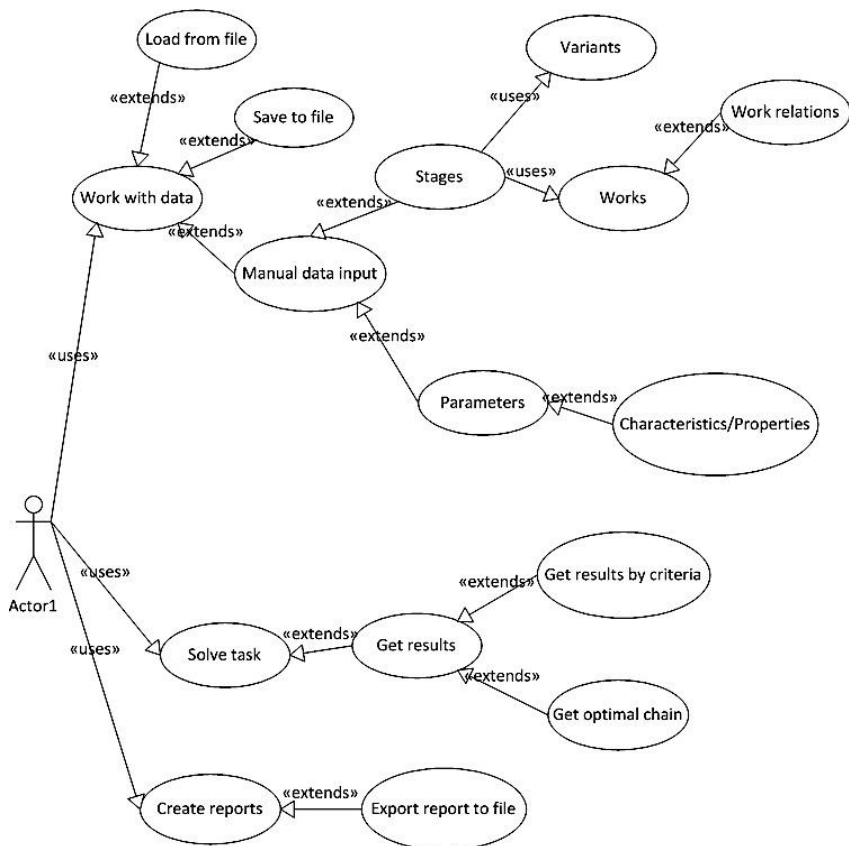 Load from file
Variants
«extends»
«uses»
Save to file
Work relations
«extends»
«extends»
Stages
«uses»
Work with data
«extends»
Works
«extends»
Manual data input
«extends»
«uses»
Parameters
«extends»
Characteristics/Properties
Actor1
«uses»
«extends»
Get results by criteria
«uses»
Solve task
«extends»
Get results
«extends»
Get optimal chain
Create reports
«extends»
Export report to file